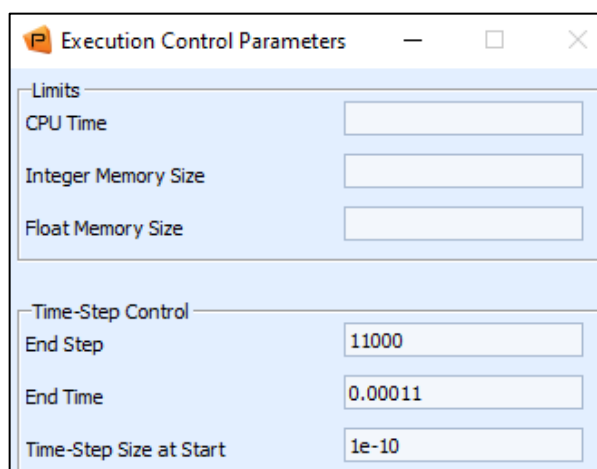 Execution Control Parameters
Limits
CPU Time
Integer Memory Size
Float Memory Size
Time-Step Control
End Step 11000
End Time 0.00011
Time-Step Size at Start 1e-10